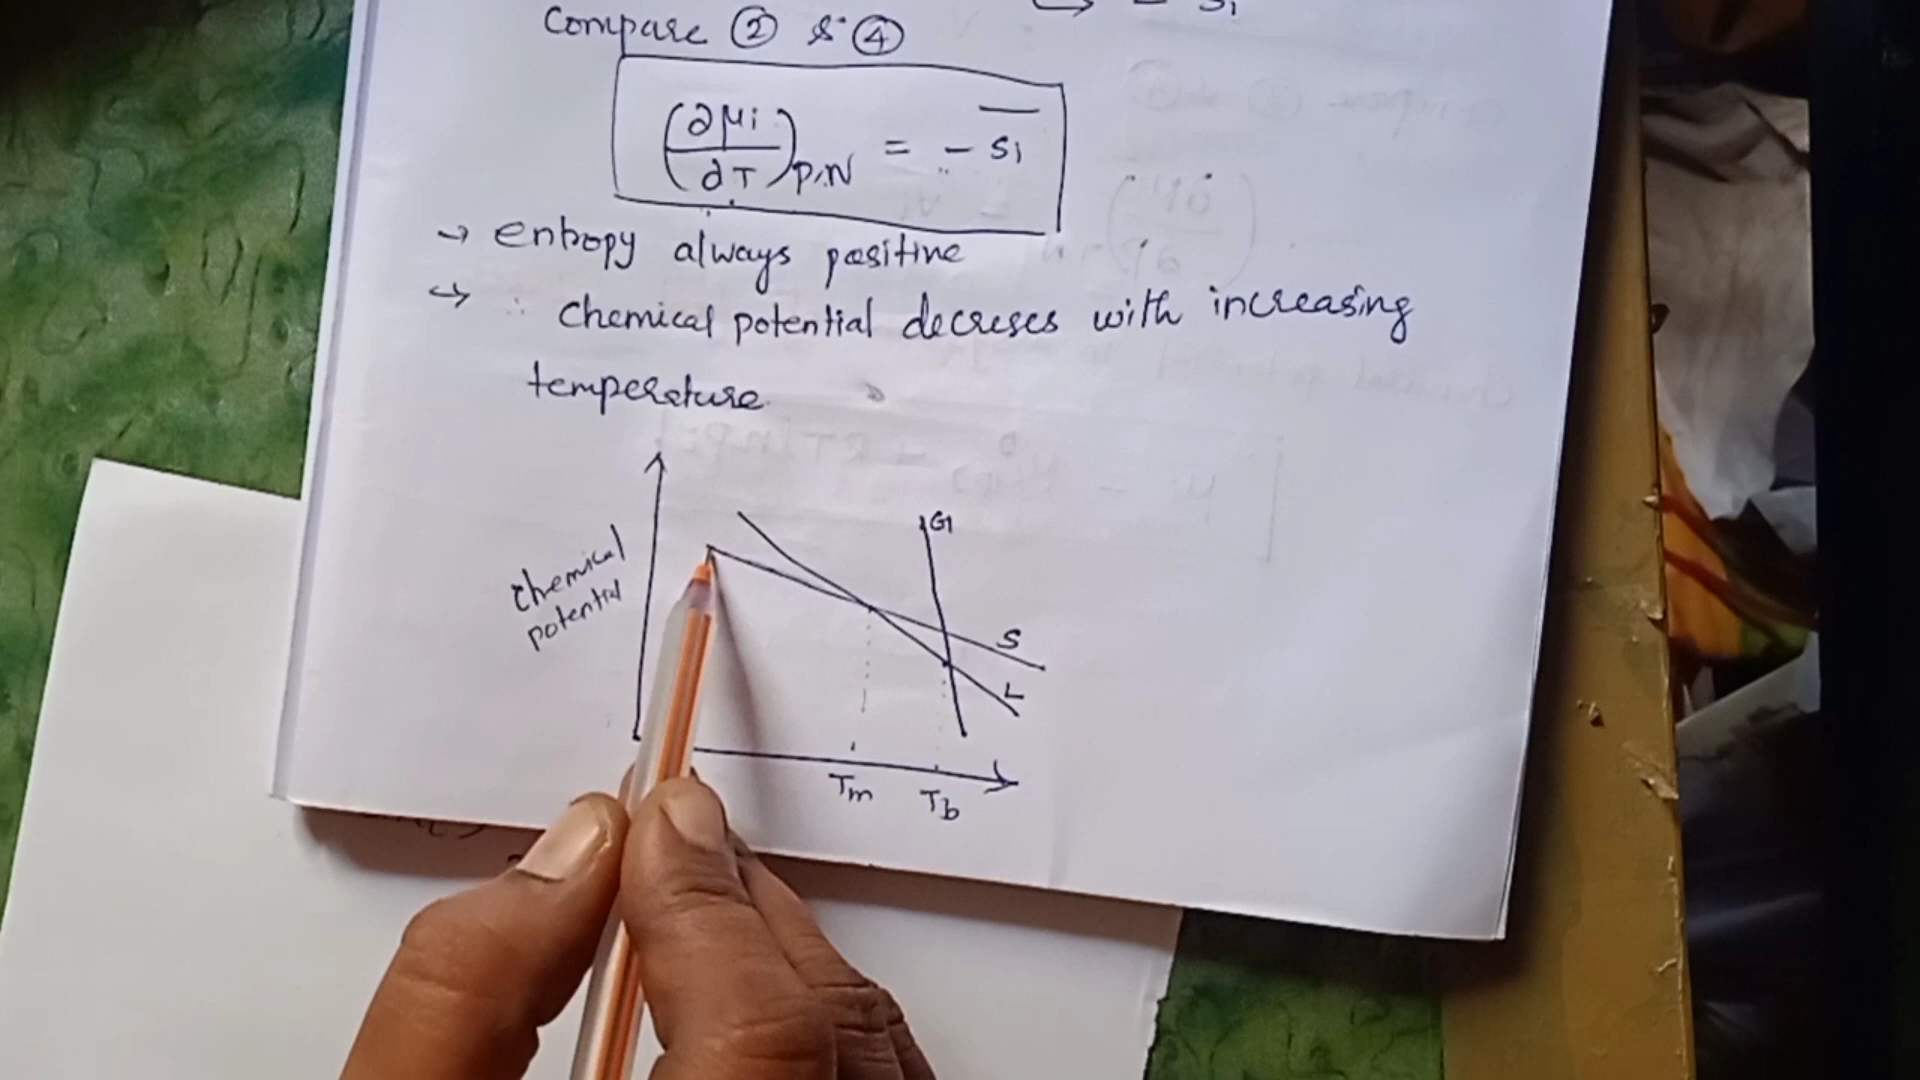 Compare ② & ④
(∂μi/∂T)P,N = - S̅i
→ entropy always positive
→ ∴ chemical potential decreses with increasing
temperature
chemical
potential
G
S
L
Tm
Tb